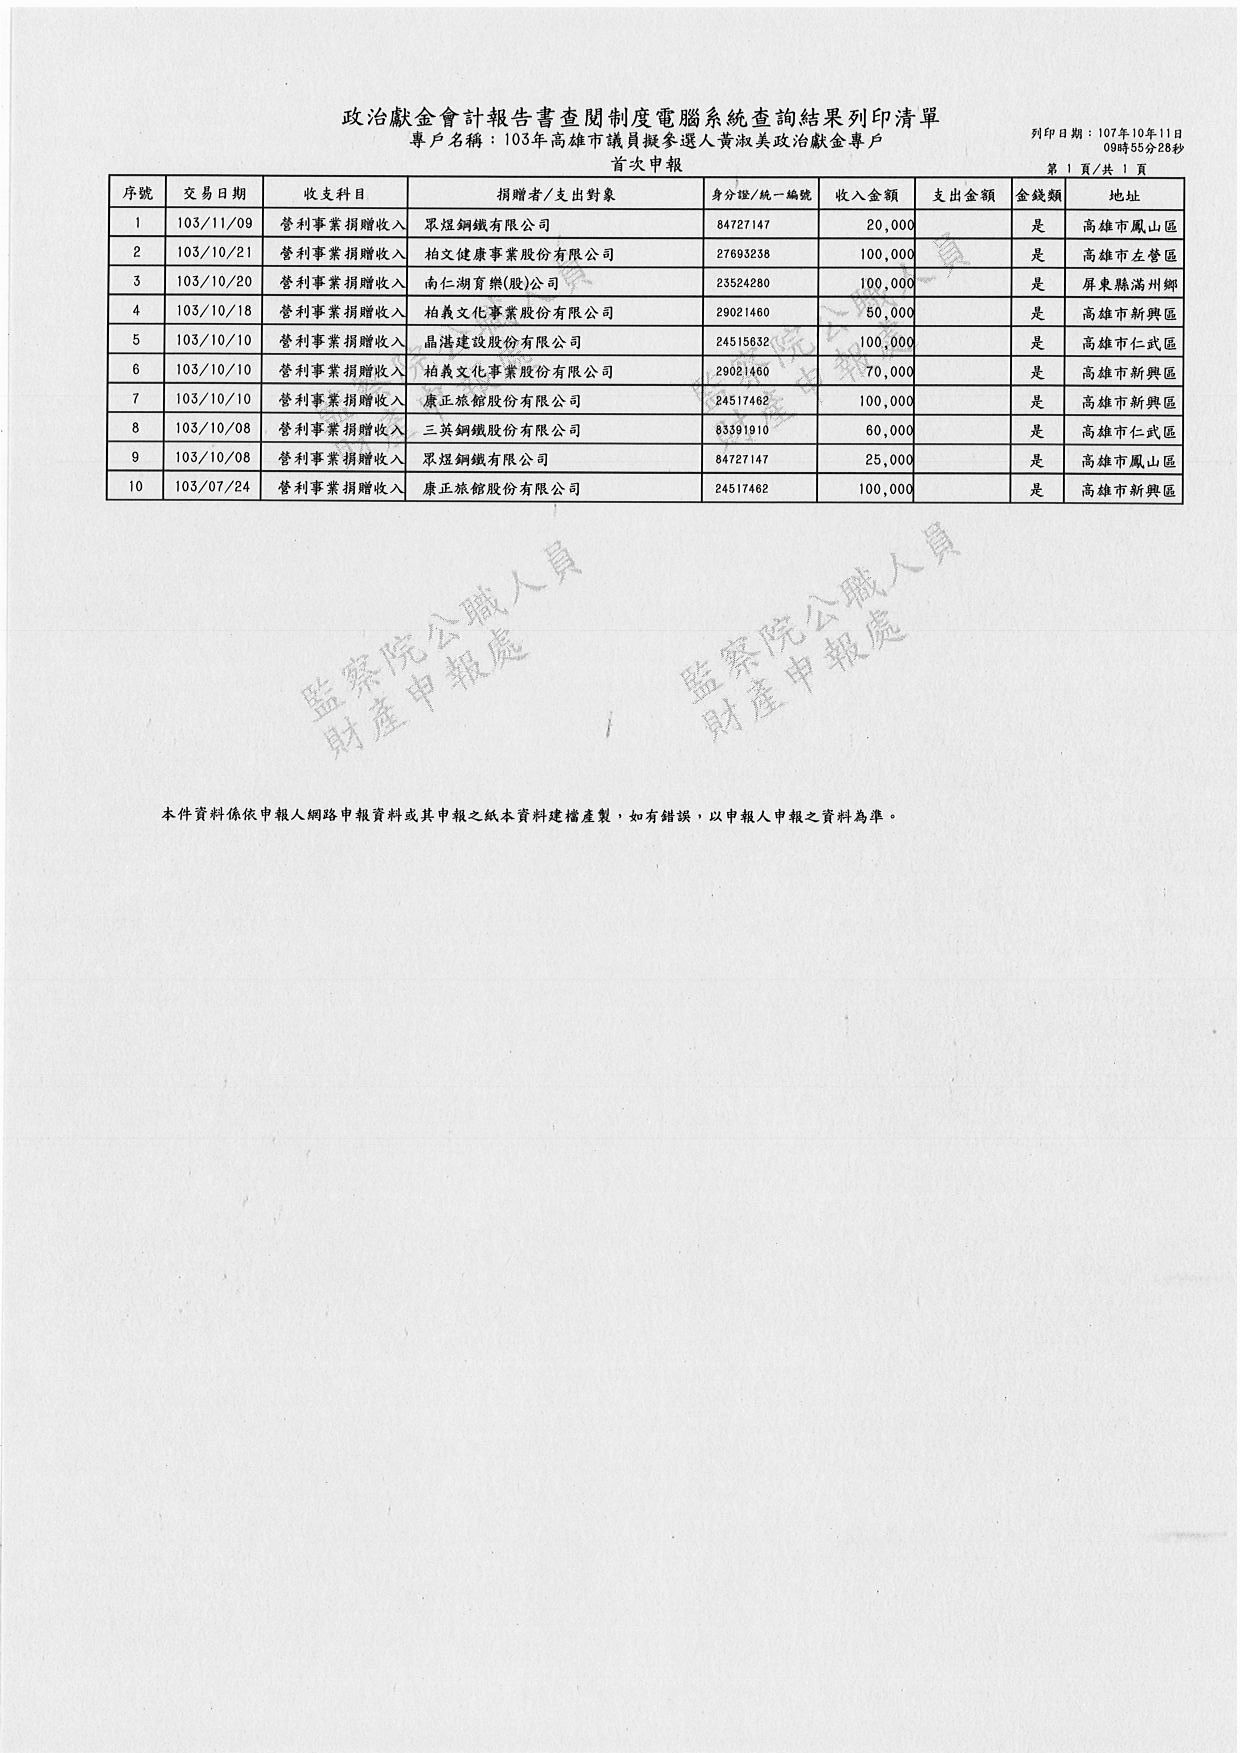 政治獻金會計報告書查閱制度電腦系統查詢結果列印清單
專戶名稱：103年高雄市議員擬參選人黃淑美政治獻金專戶
列印日期：107年10年11日
09時55分28秒
首次申報
第 1 頁/共 1 頁
序號 交易日期 收支科目 捐贈者/支出對象 身分證/統一編號 收入金額 支出金額 金錢類 地址
1 103/11/09 營利事業捐贈收入 眾煜鋼鐵有限公司 84727147 20,000 是 高雄市鳳山區
2 103/10/21 營利事業捐贈收入 柏文健康事業股份有限公司 27693238 100,000 是 高雄市左營區
3 103/10/20 營利事業捐贈收入 南仁湖育樂(股)公司 23524280 100,000 是 屏東縣滿州鄉
4 103/10/18 營利事業捐贈收入 柏義文化事業股份有限公司 29021460 50,000 是 高雄市新興區
5 103/10/10 營利事業捐贈收入 晶湛建設股份有限公司 24515632 100,000 是 高雄市仁武區
6 103/10/10 營利事業捐贈收入 柏義文化事業股份有限公司 29021460 70,000 是 高雄市新興區
7 103/10/10 營利事業捐贈收入 康正旅館股份有限公司 24517462 100,000 是 高雄市新興區
8 103/10/08 營利事業捐贈收入 三英鋼鐵股份有限公司 83391910 60,000 是 高雄市仁武區
9 103/10/08 營利事業捐贈收入 眾煜鋼鐵有限公司 84727147 25,000 是 高雄市鳳山區
10 103/07/24 營利事業捐贈收入 康正旅館股份有限公司 24517462 100,000 是 高雄市新興區
監察院公職人員
財產申報處
監察院公職人員
財產申報處
監察院公職人員
財產申報處
監察院公職人員
財產申報處
本件資料係依申報人網路申報資料或其申報之紙本資料建檔產製，如有錯誤，以申報人申報之資料為準。